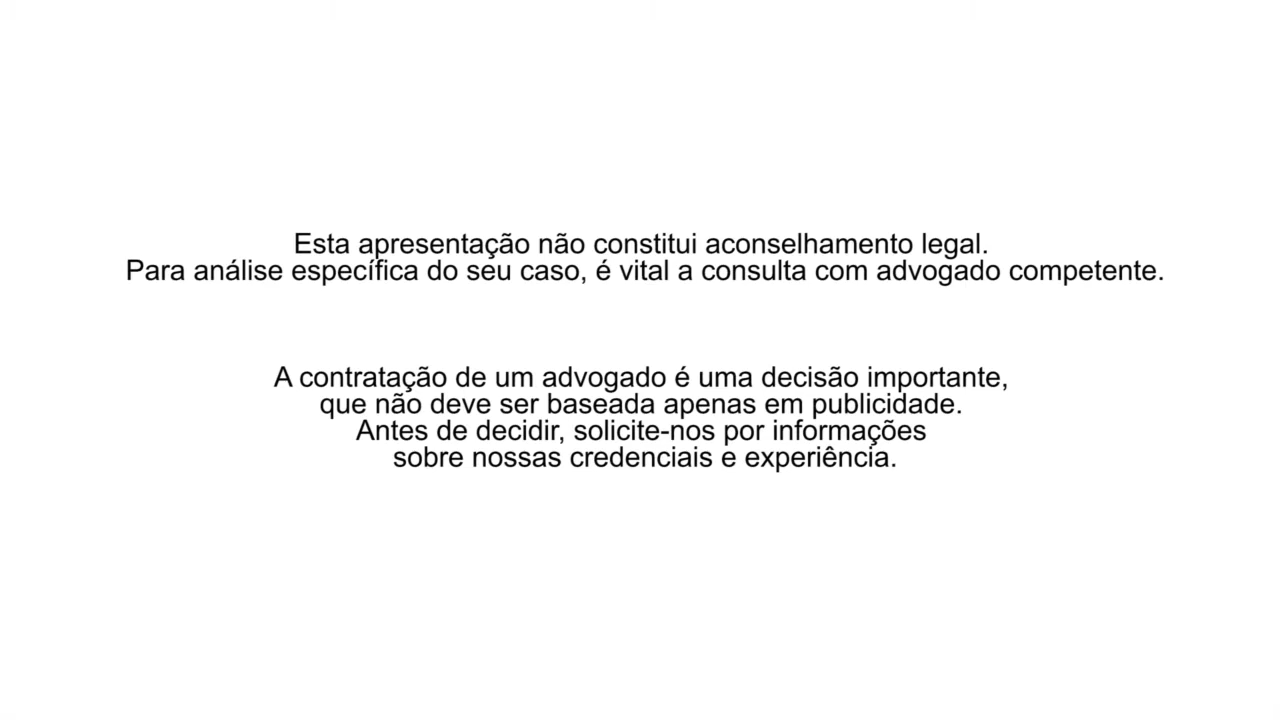 Esta apresentação não constitui aconselhamento legal.
Para análise específica do seu caso, é vital a consulta com advogado competente.
A contratação de um advogado é uma decisão importante,
que não deve ser baseada apenas em publicidade.
Antes de decidir, solicite-nos por informações
sobre nossas credenciais e experiência.